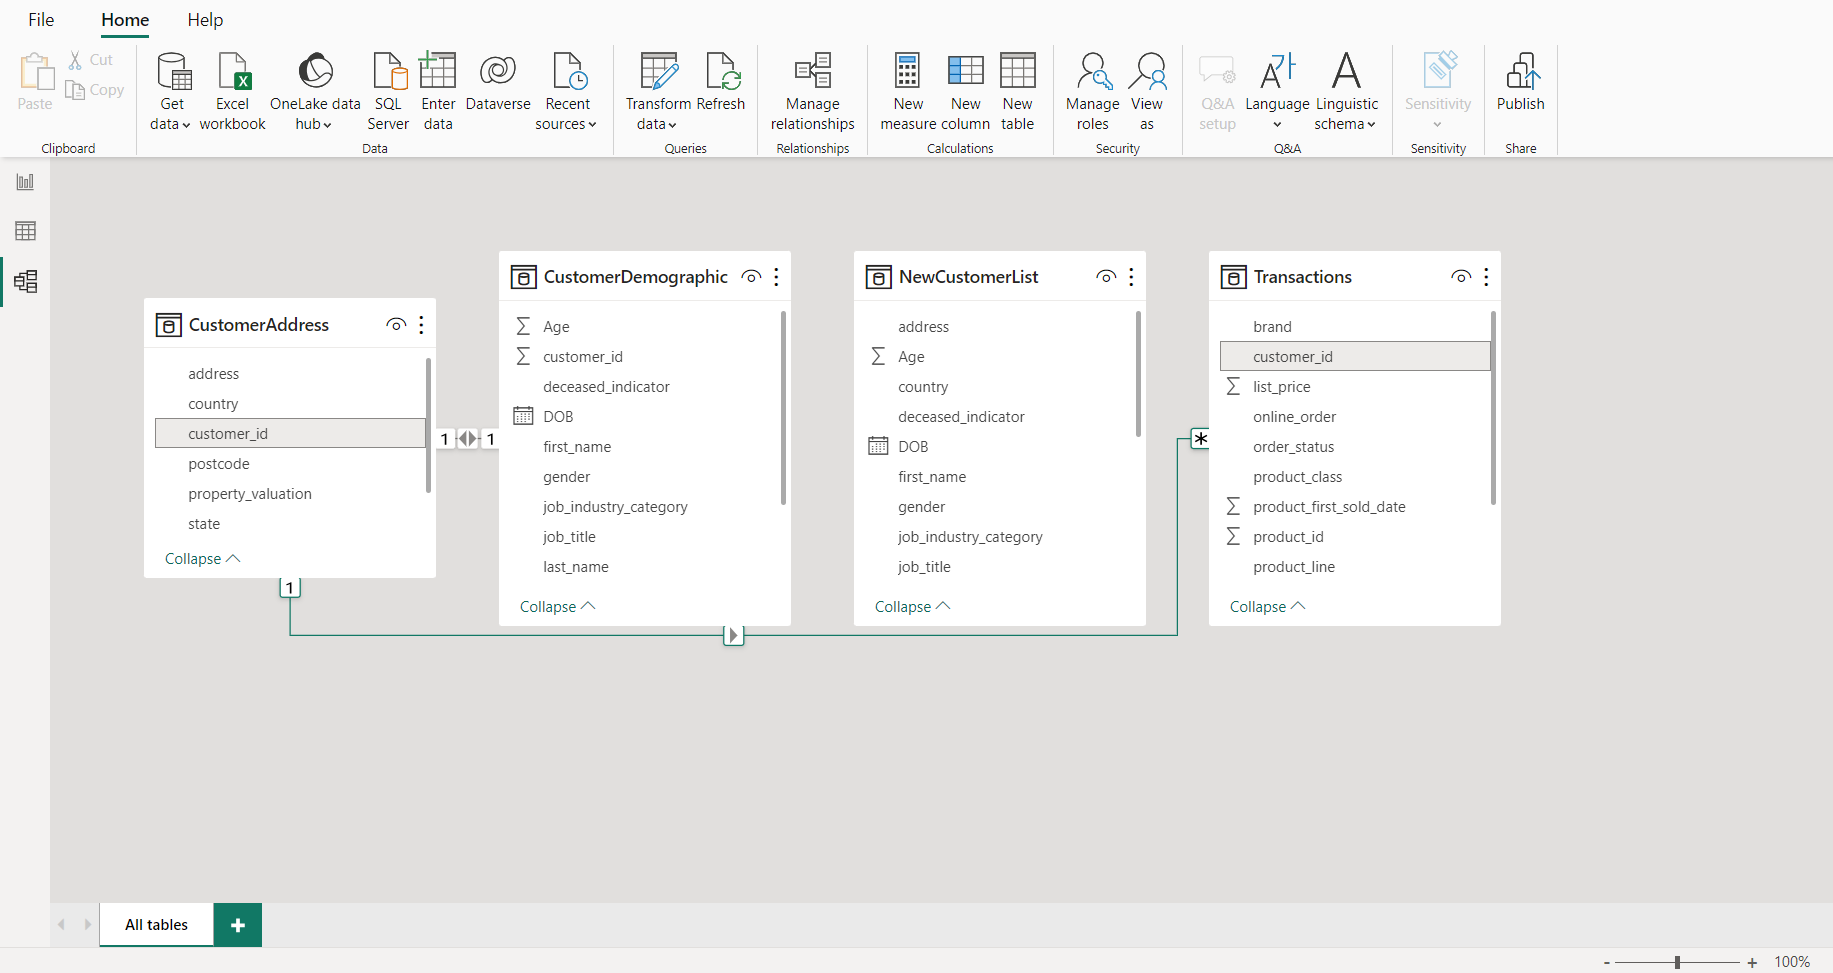 File
Home
Help
Paste
Cut
Copy
Clipboard
Get data
Excel workbook
OneLake data hub
SQL Server
Enter data
Dataverse
Recent sources
Data
Transform data
Refresh
Queries
Manage relationships
Relationships
New measure
New column
New table
Calculations
Manage roles
View as
Security
Q&A setup
Language
Linguistic schema
Q&A
Sensitivity
Sensitivity
Publish
Share
CustomerAddress
address
country
customer_id
postcode
property_valuation
state
Collapse
1
1
1
CustomerDemographic
Age
customer_id
deceased_indicator
DOB
first_name
gender
job_industry_category
job_title
last_name
Collapse
NewCustomerList
address
Age
country
deceased_indicator
DOB
first_name
gender
job_industry_category
job_title
Collapse
*
Transactions
brand
customer_id
list_price
online_order
order_status
product_class
product_first_sold_date
product_id
product_line
Collapse
All tables
+
- + 100%